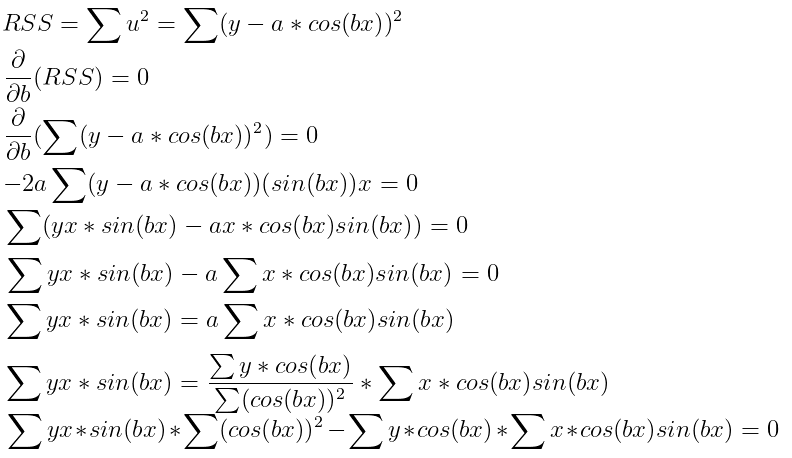 RSS = ∑ u² = ∑(y − a ∗ cos(bx))²
∂/∂b (RSS) = 0
∂/∂b (∑(y − a ∗ cos(bx))²) = 0
−2a ∑(y − a ∗ cos(bx))(sin(bx))x = 0
∑(yx ∗ sin(bx) − ax ∗ cos(bx)sin(bx)) = 0
∑ yx ∗ sin(bx) − a ∑ x ∗ cos(bx)sin(bx) = 0
∑ yx ∗ sin(bx) = a ∑ x ∗ cos(bx)sin(bx)
∑ yx ∗ sin(bx) = (∑ y ∗ cos(bx))/(∑(cos(bx))²) ∗ ∑ x ∗ cos(bx)sin(bx)
∑ yx∗sin(bx)∗∑(cos(bx))² − ∑ y∗cos(bx)∗∑ x∗cos(bx)sin(bx) = 0